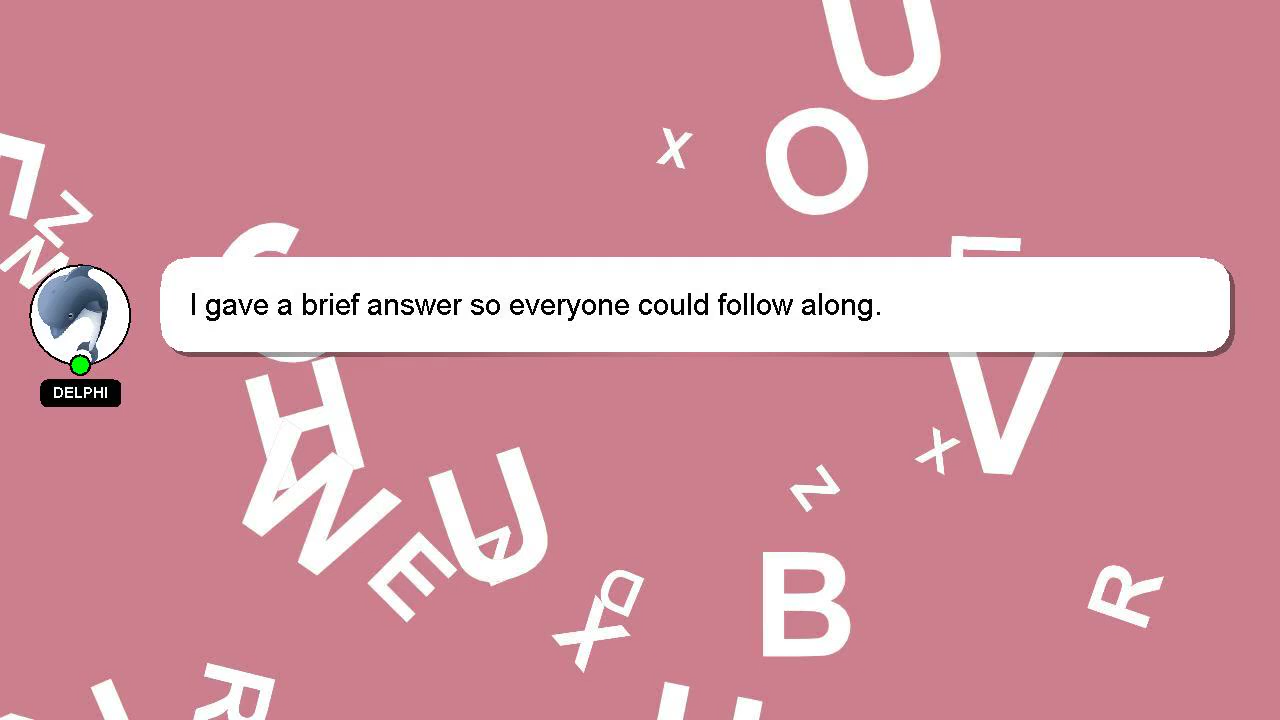 I gave a brief answer so everyone could follow along.
DELPHI
U
O
X
Z
N
H
W
E
U
X
D
Z
X
V
B
R
R